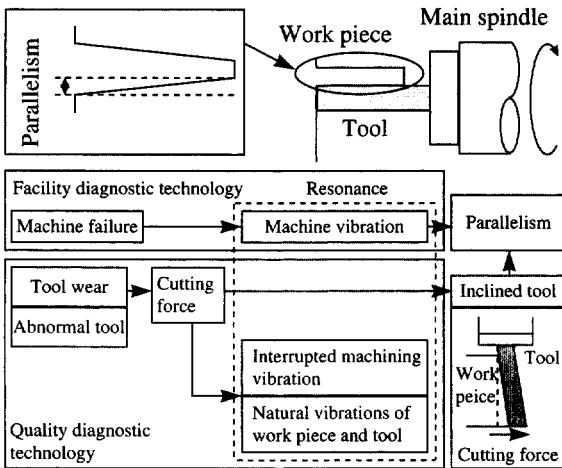 Main spindle
Work piece
Parallelism
Tool
Facility diagnostic technology
Resonance
Machine failure
Machine vibration
Parallelism
Tool wear
Abnormal tool
Cutting
force
Inclined tool
Interrupted machining
vibration
Natural vibrations of
work piece and tool
Quality diagnostic
technology
Tool
Work
peice
Cutting force